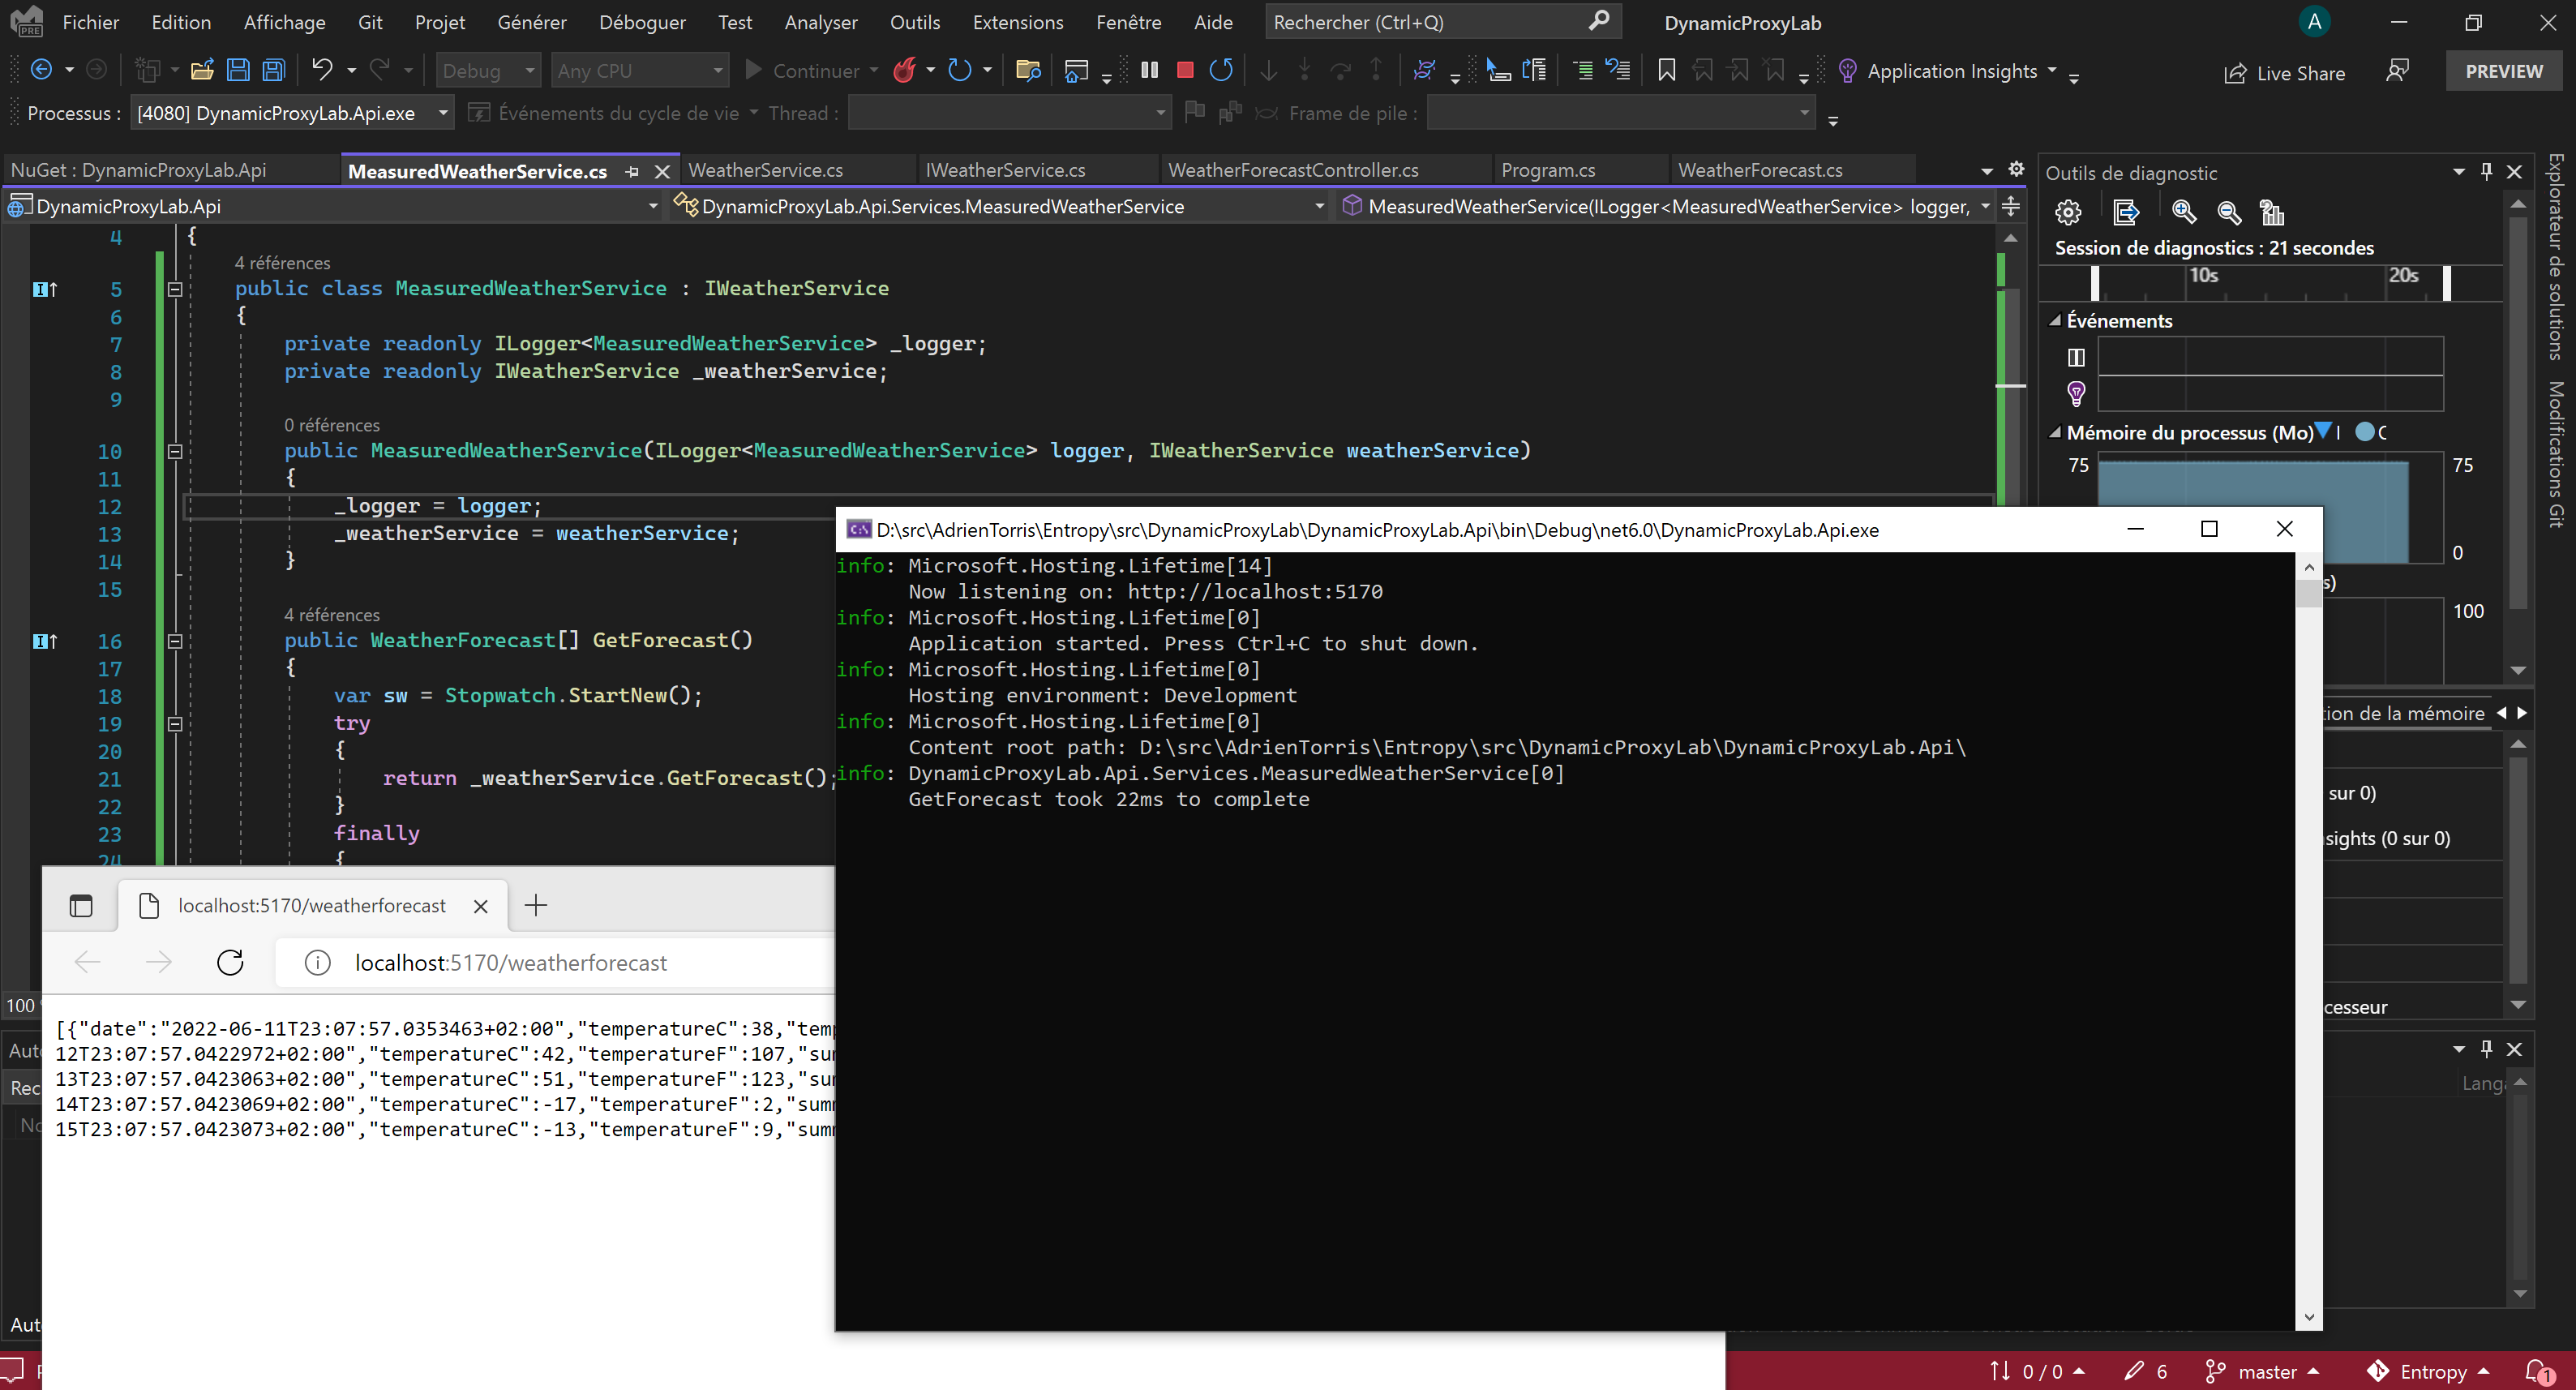 Fichier Edition Affichage Git Projet Générer Déboguer Test Analyser Outils Extensions Fenêtre Aide Rechercher (Ctrl+Q) DynamicProxyLab A
PRE
Debug Any CPU Continuer Application Insights Live Share PREVIEW
Processus : [4080] DynamicProxyLab.Api.exe Événements du cycle de vie Thread : Frame de pile :
NuGet : DynamicProxyLab.Api MeasuredWeatherService.cs WeatherService.cs IWeatherService.cs WeatherForecastController.cs Program.cs WeatherForecast.cs
DynamicProxyLab.Api DynamicProxyLab.Api.Services.MeasuredWeatherService MeasuredWeatherService(ILogger<MeasuredWeatherService> logger,
4 {
4 références
5 public class MeasuredWeatherService : IWeatherService
6 {
7 private readonly ILogger<MeasuredWeatherService> _logger;
8 private readonly IWeatherService _weatherService;
9
0 références
10 public MeasuredWeatherService(ILogger<MeasuredWeatherService> logger, IWeatherService weatherService)
11 {
12 _logger = logger;
13 _weatherService = weatherService;
14 }
15
4 références
16 public WeatherForecast[] GetForecast()
17 {
18 var sw = Stopwatch.StartNew();
19 try
20 {
21 return _weatherService.GetForecast();
22 }
23 finally
24 {
100
Outils de diagnostic
Session de diagnostics : 21 secondes
10s 20s
Événements
Mémoire du processus (Mo)
75 75
0
s)
100
tion de la mémoire
sur 0)
sights (0 sur 0)
cesseur
Explorateur de solutions
Modifications Git
D:\src\AdrienTorris\Entropy\src\DynamicProxyLab\DynamicProxyLab.Api\bin\Debug\net6.0\DynamicProxyLab.Api.exe
info: Microsoft.Hosting.Lifetime[14]
Now listening on: http://localhost:5170
info: Microsoft.Hosting.Lifetime[0]
Application started. Press Ctrl+C to shut down.
info: Microsoft.Hosting.Lifetime[0]
Hosting environment: Development
info: Microsoft.Hosting.Lifetime[0]
Content root path: D:\src\AdrienTorris\Entropy\src\DynamicProxyLab\DynamicProxyLab.Api\
info: DynamicProxyLab.Api.Services.MeasuredWeatherService[0]
GetForecast took 22ms to complete
localhost:5170/weatherforecast
localhost:5170/weatherforecast
[{"date":"2022-06-11T23:07:57.0353463+02:00","temperatureC":38,"temp
12T23:07:57.0422972+02:00","temperatureC":42,"temperatureF":107,"sum
13T23:07:57.0423063+02:00","temperatureC":51,"temperatureF":123,"sum
14T23:07:57.0423069+02:00","temperatureC":-17,"temperatureF":2,"summ
15T23:07:57.0423073+02:00","temperatureC":-13,"temperatureF":9,"summ
Auto
Rec
No
Auto
Langa
0 / 0 6 master Entropy 1